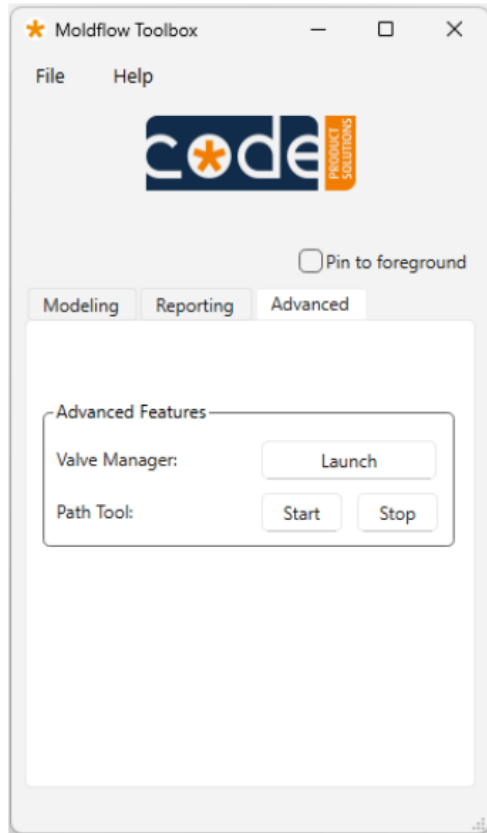 Moldflow Toolbox
File Help
code PRODUCT SOLUTIONS
Pin to foreground
Modeling Reporting Advanced
Advanced Features
Valve Manager: Launch
Path Tool: Start Stop